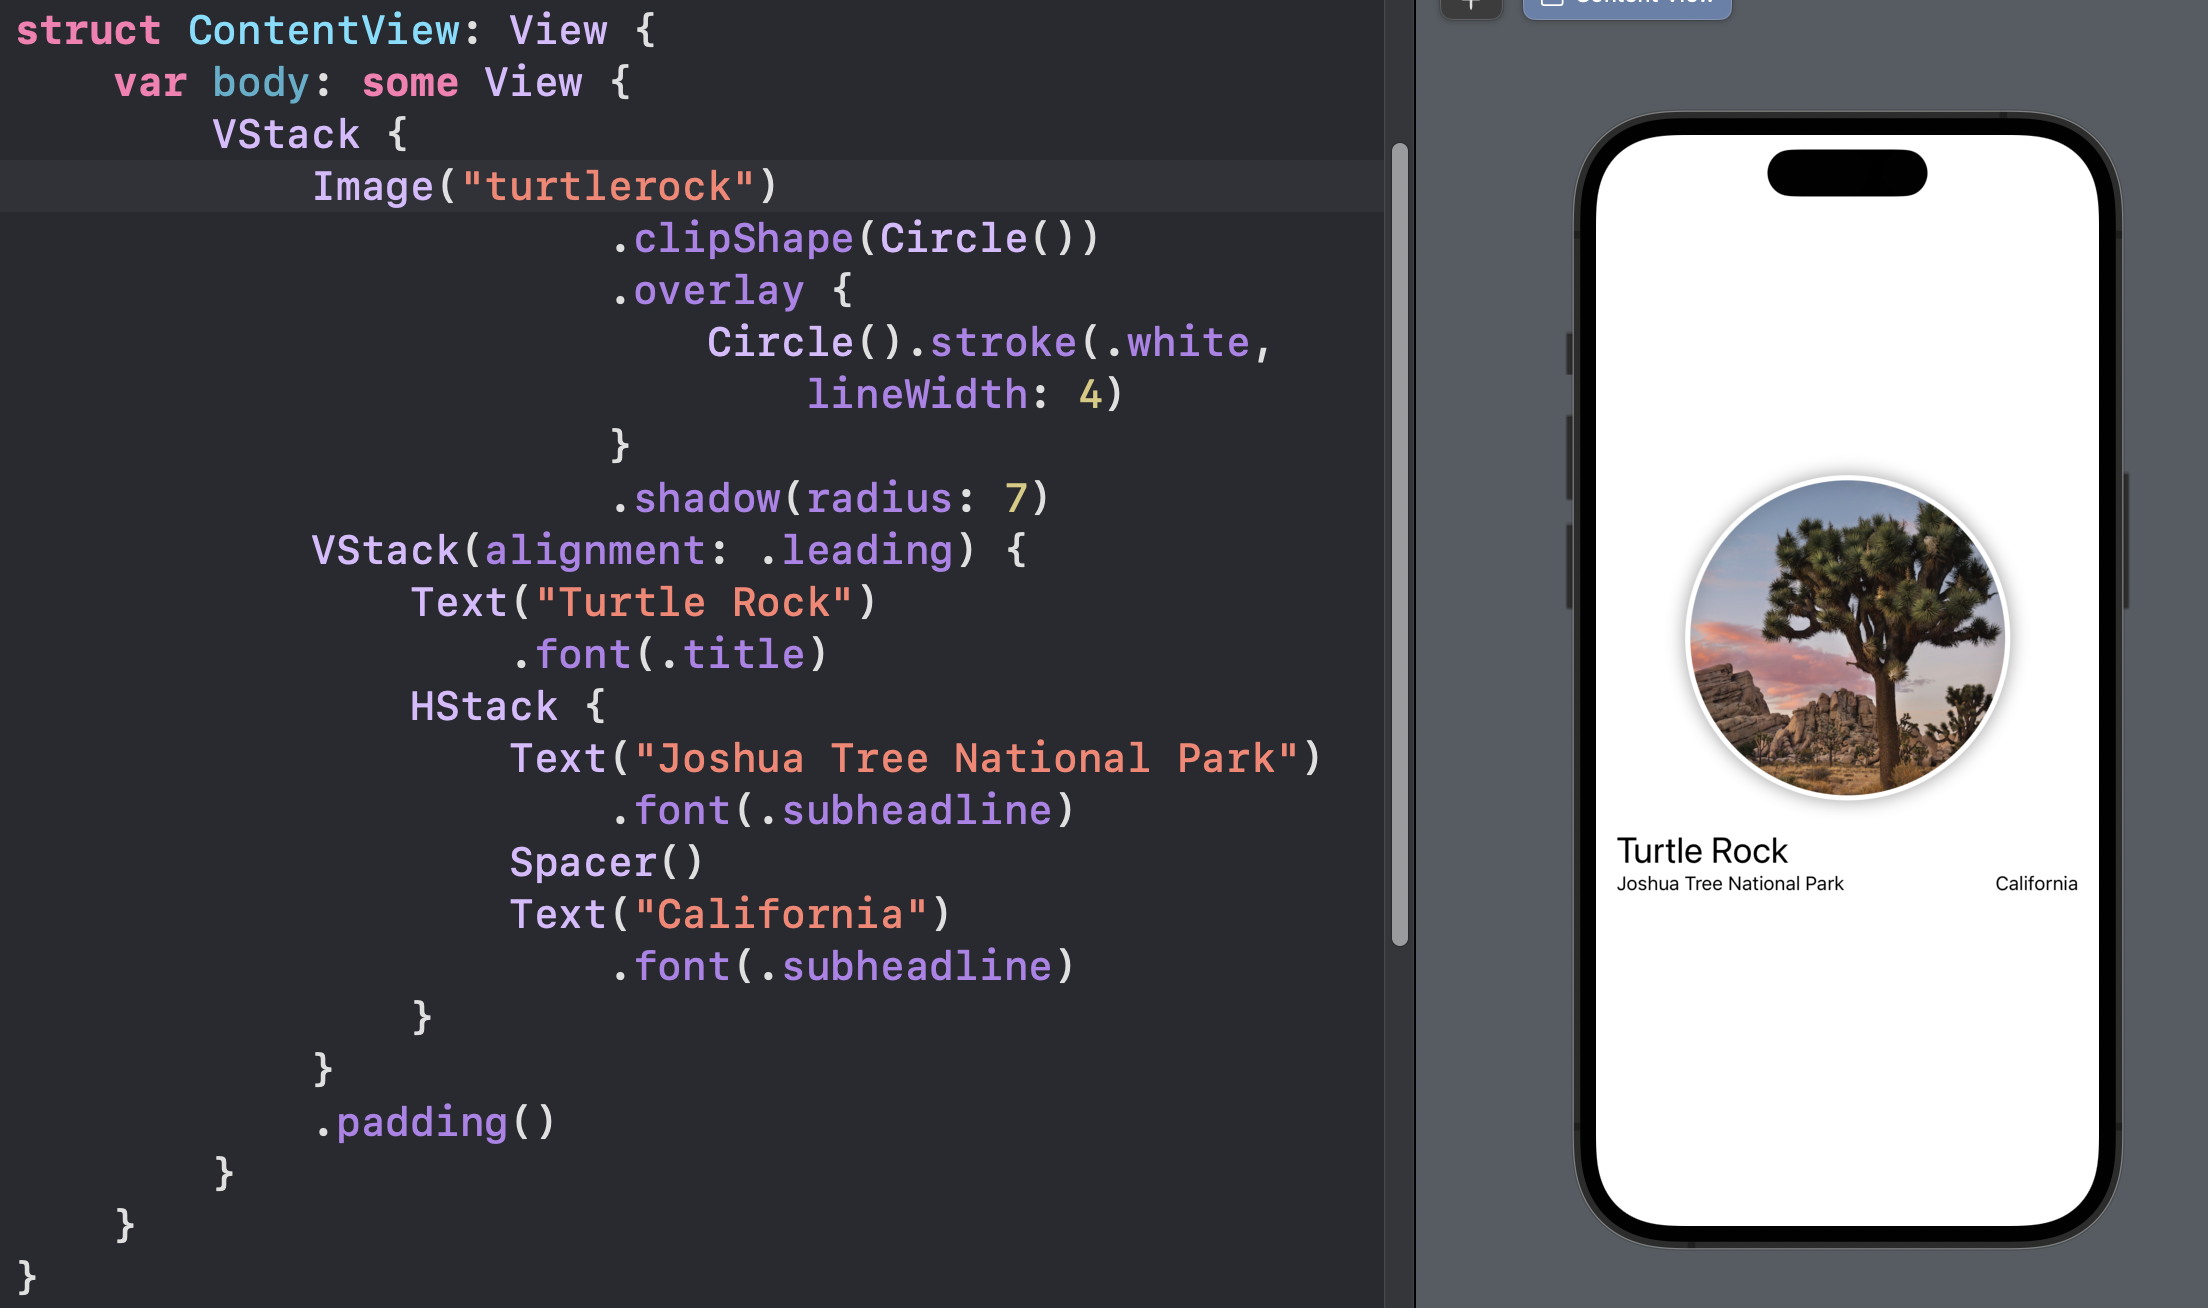 struct ContentView: View {
var body: some View {
VStack {
Image("turtlerock")
.clipShape(Circle())
.overlay {
Circle().stroke(.white,
lineWidth: 4)
}
.shadow(radius: 7)
VStack(alignment: .leading) {
Text("Turtle Rock")
.font(.title)
HStack {
Text("Joshua Tree National Park")
.font(.subheadline)
Spacer()
Text("California")
.font(.subheadline)
}
}
.padding()
}
}
}
Content View
Turtle Rock
Joshua Tree National Park California